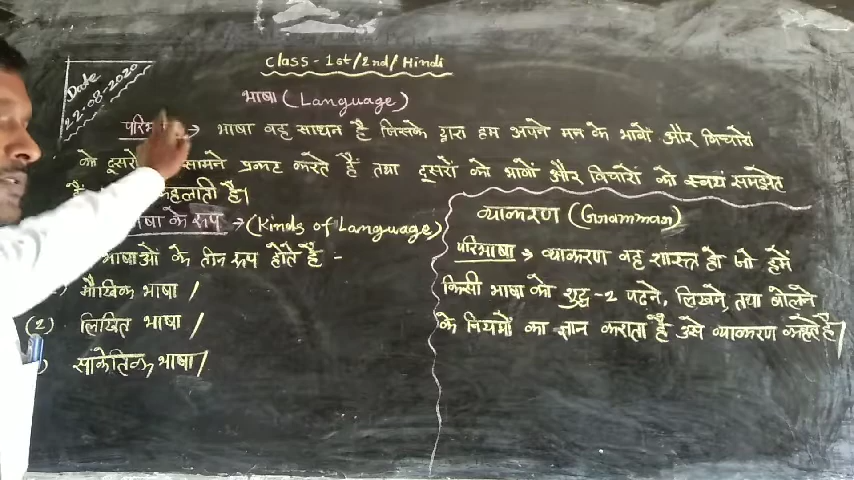 Class - 1st/2nd/Hindi
Date
22.08.2020
भाषा (Language)
→ भाषा वह साधन है जिसके द्वारा हम अपने मन के भावों और विचारों
को दूसरों सामने प्रकट करते हैं तथा दूसरों को भावों और विचारों को स्वयं समझते
हैं कहलाती है।
के रूप → (Kinds of Language)
भाषाओं के तीन रूप होते हैं -
मौखिक भाषा /
(2) लिखित भाषा /
सांकेतिक भाषा /
व्याकरण (Grammar)
परिभाषा → व्याकरण वह शास्त्र हो जो हमें
किसी भाषा को शुद्ध-2 पढ़ने, लिखने, तथा बोलने
के नियमों का ज्ञान कराता है उसे व्याकरण कहते है।